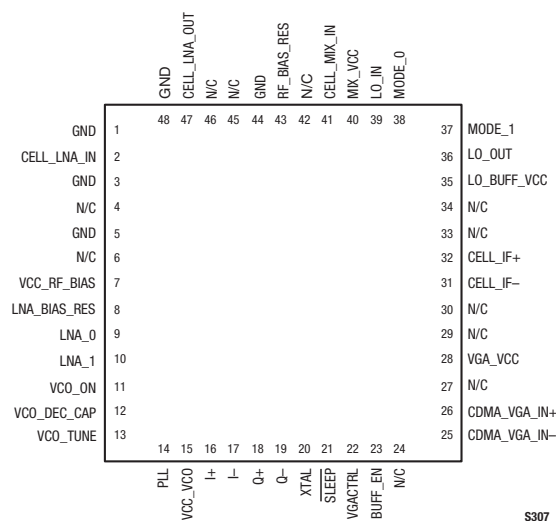 GND
CELL_LNA_OUT
N/C
N/C
GND
RF_BIAS_RES
N/C
CELL_MIX_IN
MIX_VCC
LO_IN
MODE_0
48 47 46 45 44 43 42 41 40 39 38
GND 1
CELL_LNA_IN 2
GND 3
N/C 4
GND 5
N/C 6
VCC_RF_BIAS 7
LNA_BIAS_RES 8
LNA_0 9
LNA_1 10
VCO_ON 11
VCO_DEC_CAP 12
VCO_TUNE 13
37 MODE_1
36 LO_OUT
35 LO_BUFF_VCC
34 N/C
33 N/C
32 CELL_IF+
31 CELL_IF–
30 N/C
29 N/C
28 VGA_VCC
27 N/C
26 CDMA_VGA_IN+
25 CDMA_VGA_IN–
14 15 16 17 18 19 20 21 22 23 24
PLL
VCC_VCO
I+
I–
Q+
Q–
XTAL
SLEEP
VGACTRL
BUFF_EN
N/C
S307